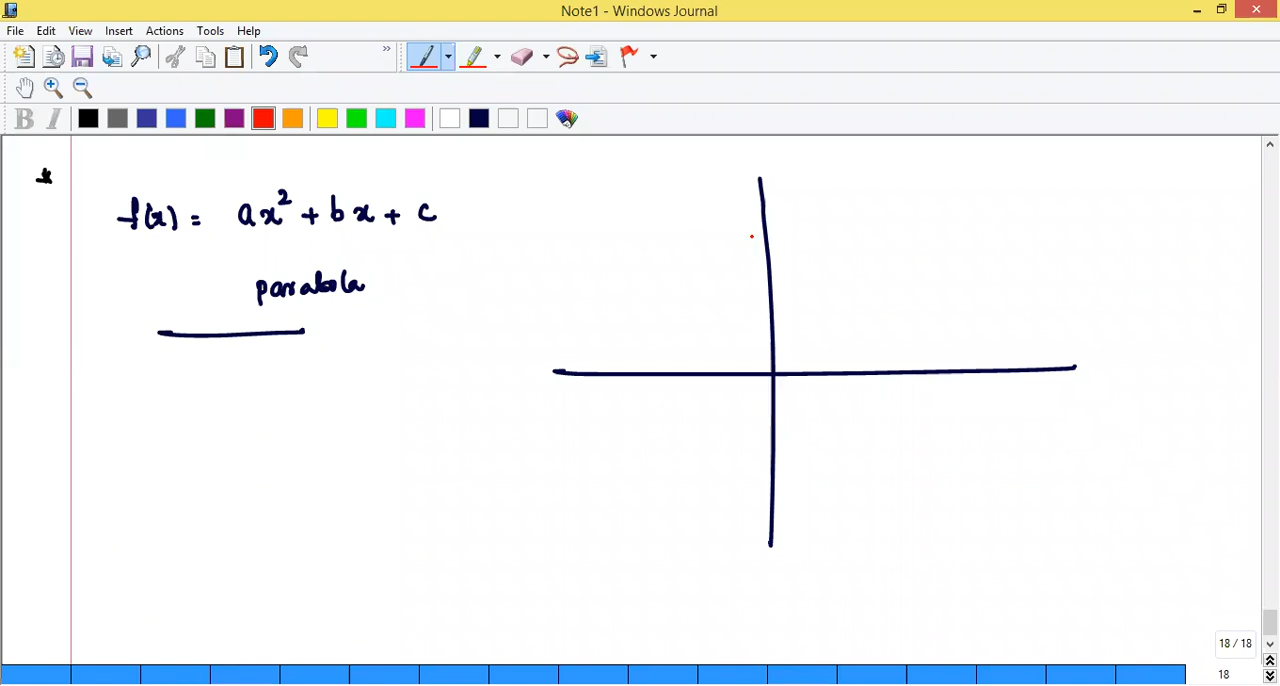 Note1 - Windows Journal
File Edit View Insert Actions Tools Help
»
B I
f(x) = ax² + bx + c
parabola
18 / 18
18